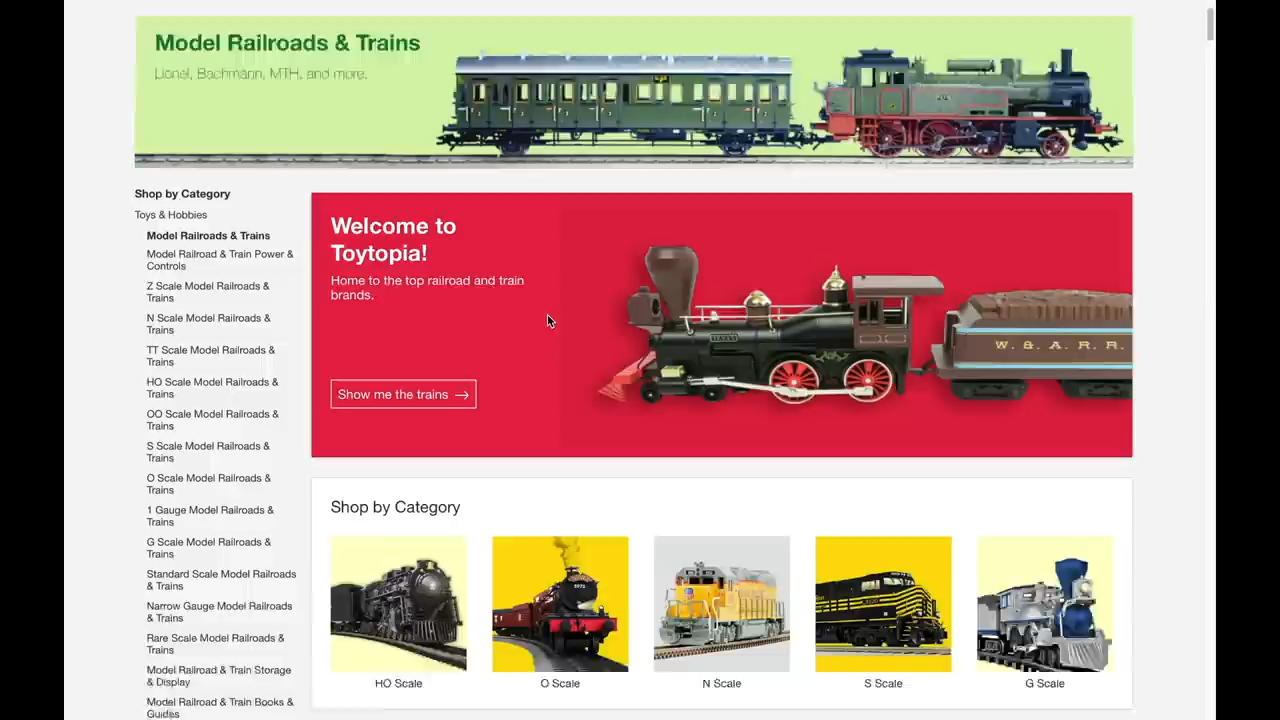 Model Railroads & Trains
Lionel, Bachmann, MTH, and more.
Shop by Category
Toys & Hobbies
Model Railroads & Trains
Model Railroad & Train Power &
Controls
Z Scale Model Railroads &
Trains
N Scale Model Railroads &
Trains
TT Scale Model Railroads &
Trains
HO Scale Model Railroads &
Trains
OO Scale Model Railroads &
Trains
S Scale Model Railroads &
Trains
O Scale Model Railroads &
Trains
1 Gauge Model Railroads &
Trains
G Scale Model Railroads &
Trains
Standard Scale Model Railroads
& Trains
Narrow Gauge Model Railroads
& Trains
Rare Scale Model Railroads &
Trains
Model Railroad & Train Storage
& Display
Model Railroad & Train Books &
Guides
Welcome to
Toytopia!
Home to the top railroad and train
brands.
Show me the trains →
W. & A. R. R.
Shop by Category
HO Scale
O Scale
N Scale
S Scale
G Scale